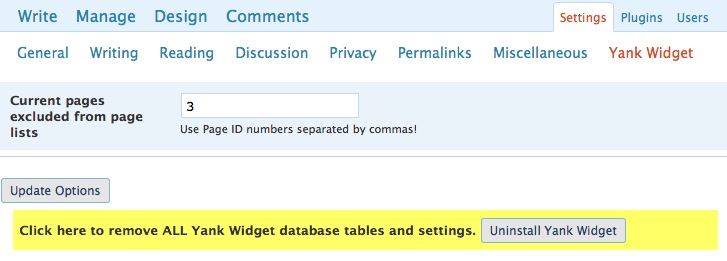 Write Manage Design Comments Settings Plugins Users
General Writing Reading Discussion Privacy Permalinks Miscellaneous Yank Widget
Current pages
excluded from page
lists
3
Use Page ID numbers separated by commas!
Update Options
Click here to remove ALL Yank Widget database tables and settings. Uninstall Yank Widget